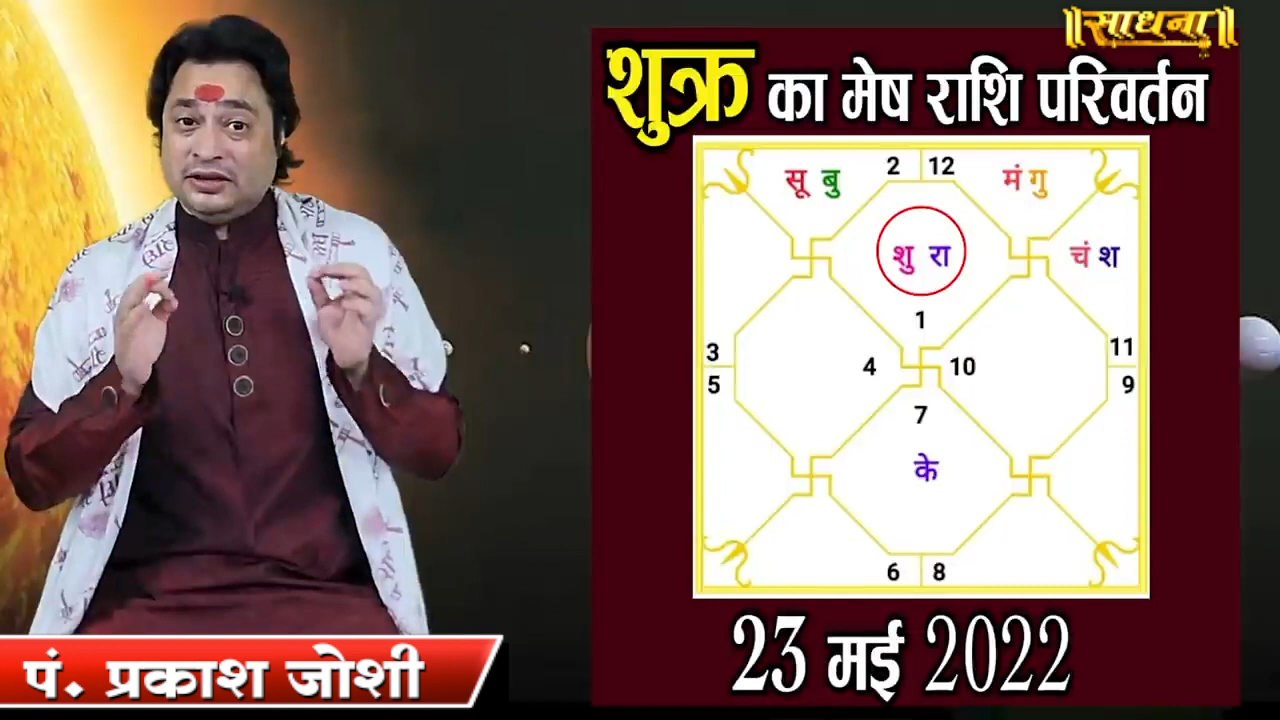 ॥साधना॥
शुक्र का मेष राशि परिवर्तन
सू बु 2 12 मं गु
शु रा
चं श
1
3 4 10 11
5 9
7
के
6 8
23 मई 2022
पं. प्रकाश जोशी